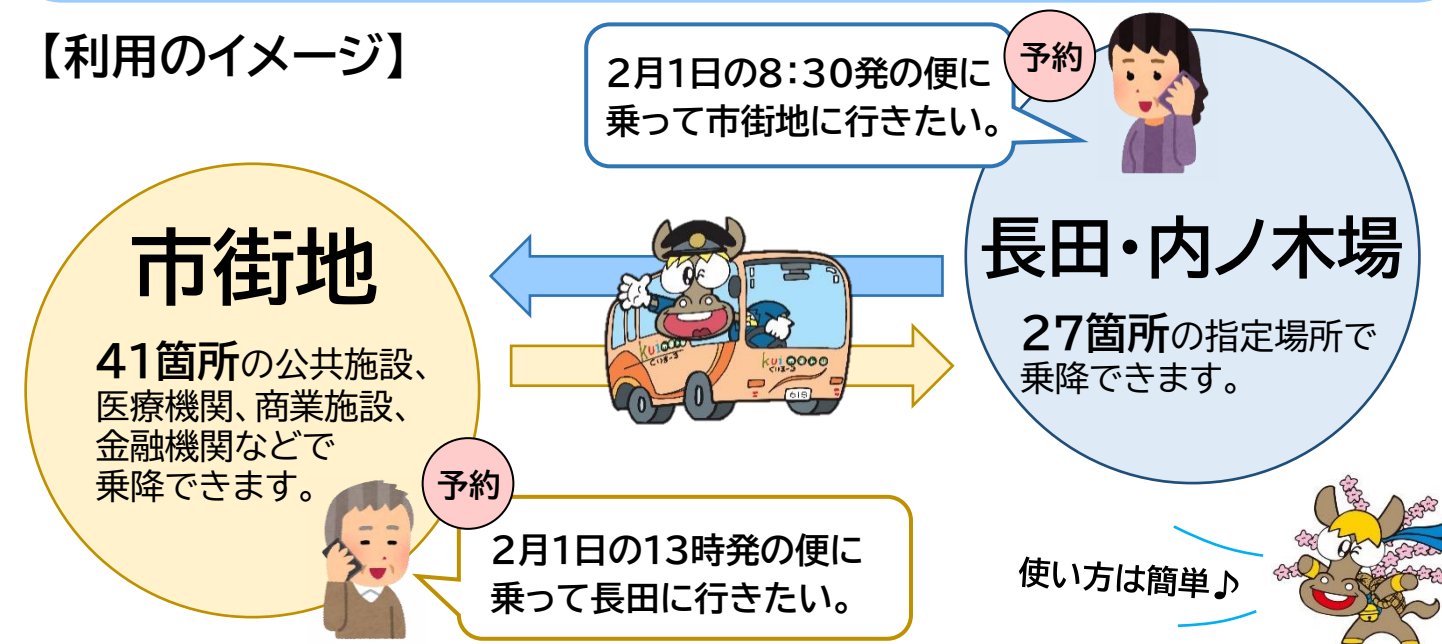 【利用のイメージ】
2月1日の8：30発の便に
乗って市街地に行きたい。
予約
市街地
41箇所の公共施設、
医療機関、商業施設、
金融機関などで
乗降できます。
長田・内ノ木場
27箇所の指定場所で
乗降できます。
予約
2月1日の13時発の便に
乗って長田に行きたい。
使い方は簡単♪